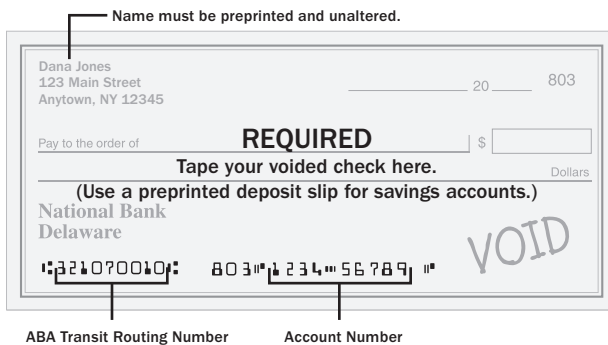 Name must be preprinted and unaltered.
Dana Jones
123 Main Street
Anytown, NY 12345
20 803
Pay to the order of REQUIRED $
Tape your voided check here.
Dollars
(Use a preprinted deposit slip for savings accounts.)
National Bank
Delaware
VOID
⑆321070010⑆ 803⑈1234⑉56789⑈
ABA Transit Routing Number Account Number